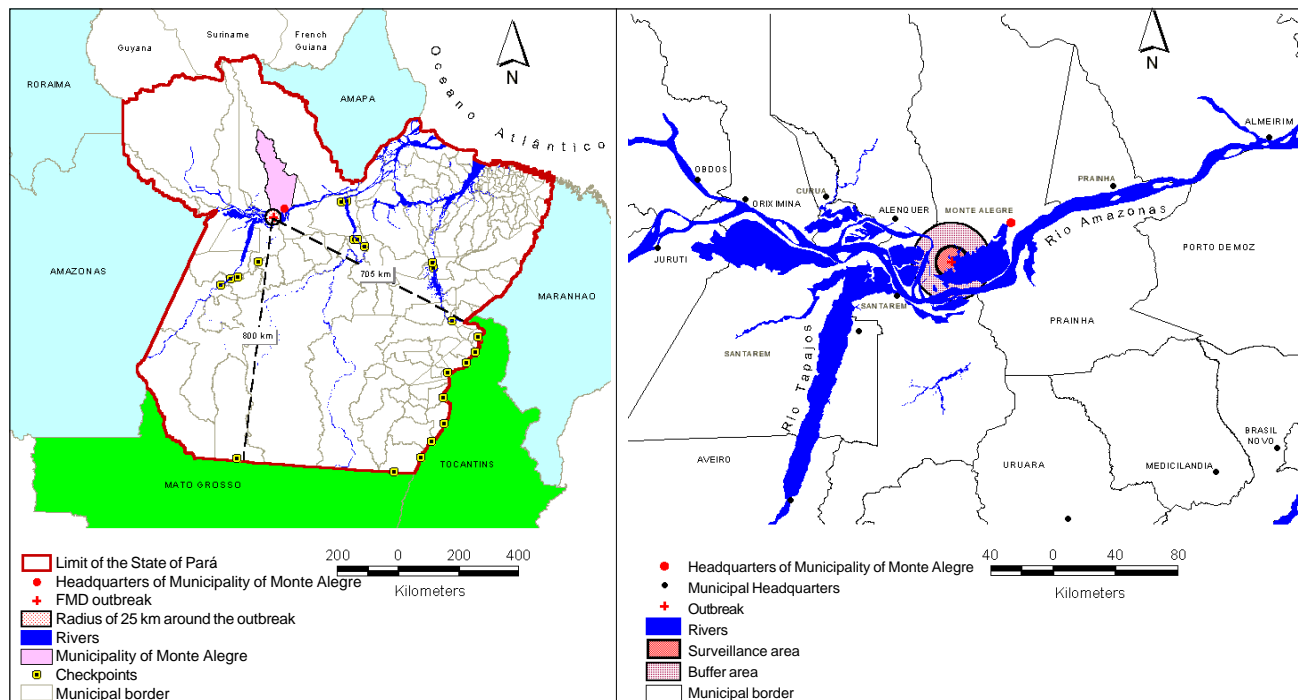 Guyana
Suriname
French
Guiana
N
RORAIMA
AMAPA
Oceano Atlântico
AMAZONAS
705 km
MARANHAO
800 km
TOCANTINS
MATO GROSSO
Limit of the State of Pará
Headquarters of Municipality of Monte Alegre
FMD outbreak
Radius of 25 km around the outbreak
Rivers
Municipality of Monte Alegre
Checkpoints
Municipal border
200 0 200 400
Kilometers
N
ALMEIRIM
OBDOS
CURUA
PRAINHA
ORIXIMINA
ALENQUER
MONTE ALEGRE
Rio Amazonas
JURUTI
PORTO DE MOZ
SANTAREM
PRAINHA
SANTAREM
Rio Tapajos
BRASIL
NOVO
AVEIRO
URUARA
MEDICILANDIA
Headquarters of Municipality of Monte Alegre
Municipal Headquarters
Outbreak
Rivers
Surveillance area
Buffer area
Municipal border
40 0 40 80
Kilometers